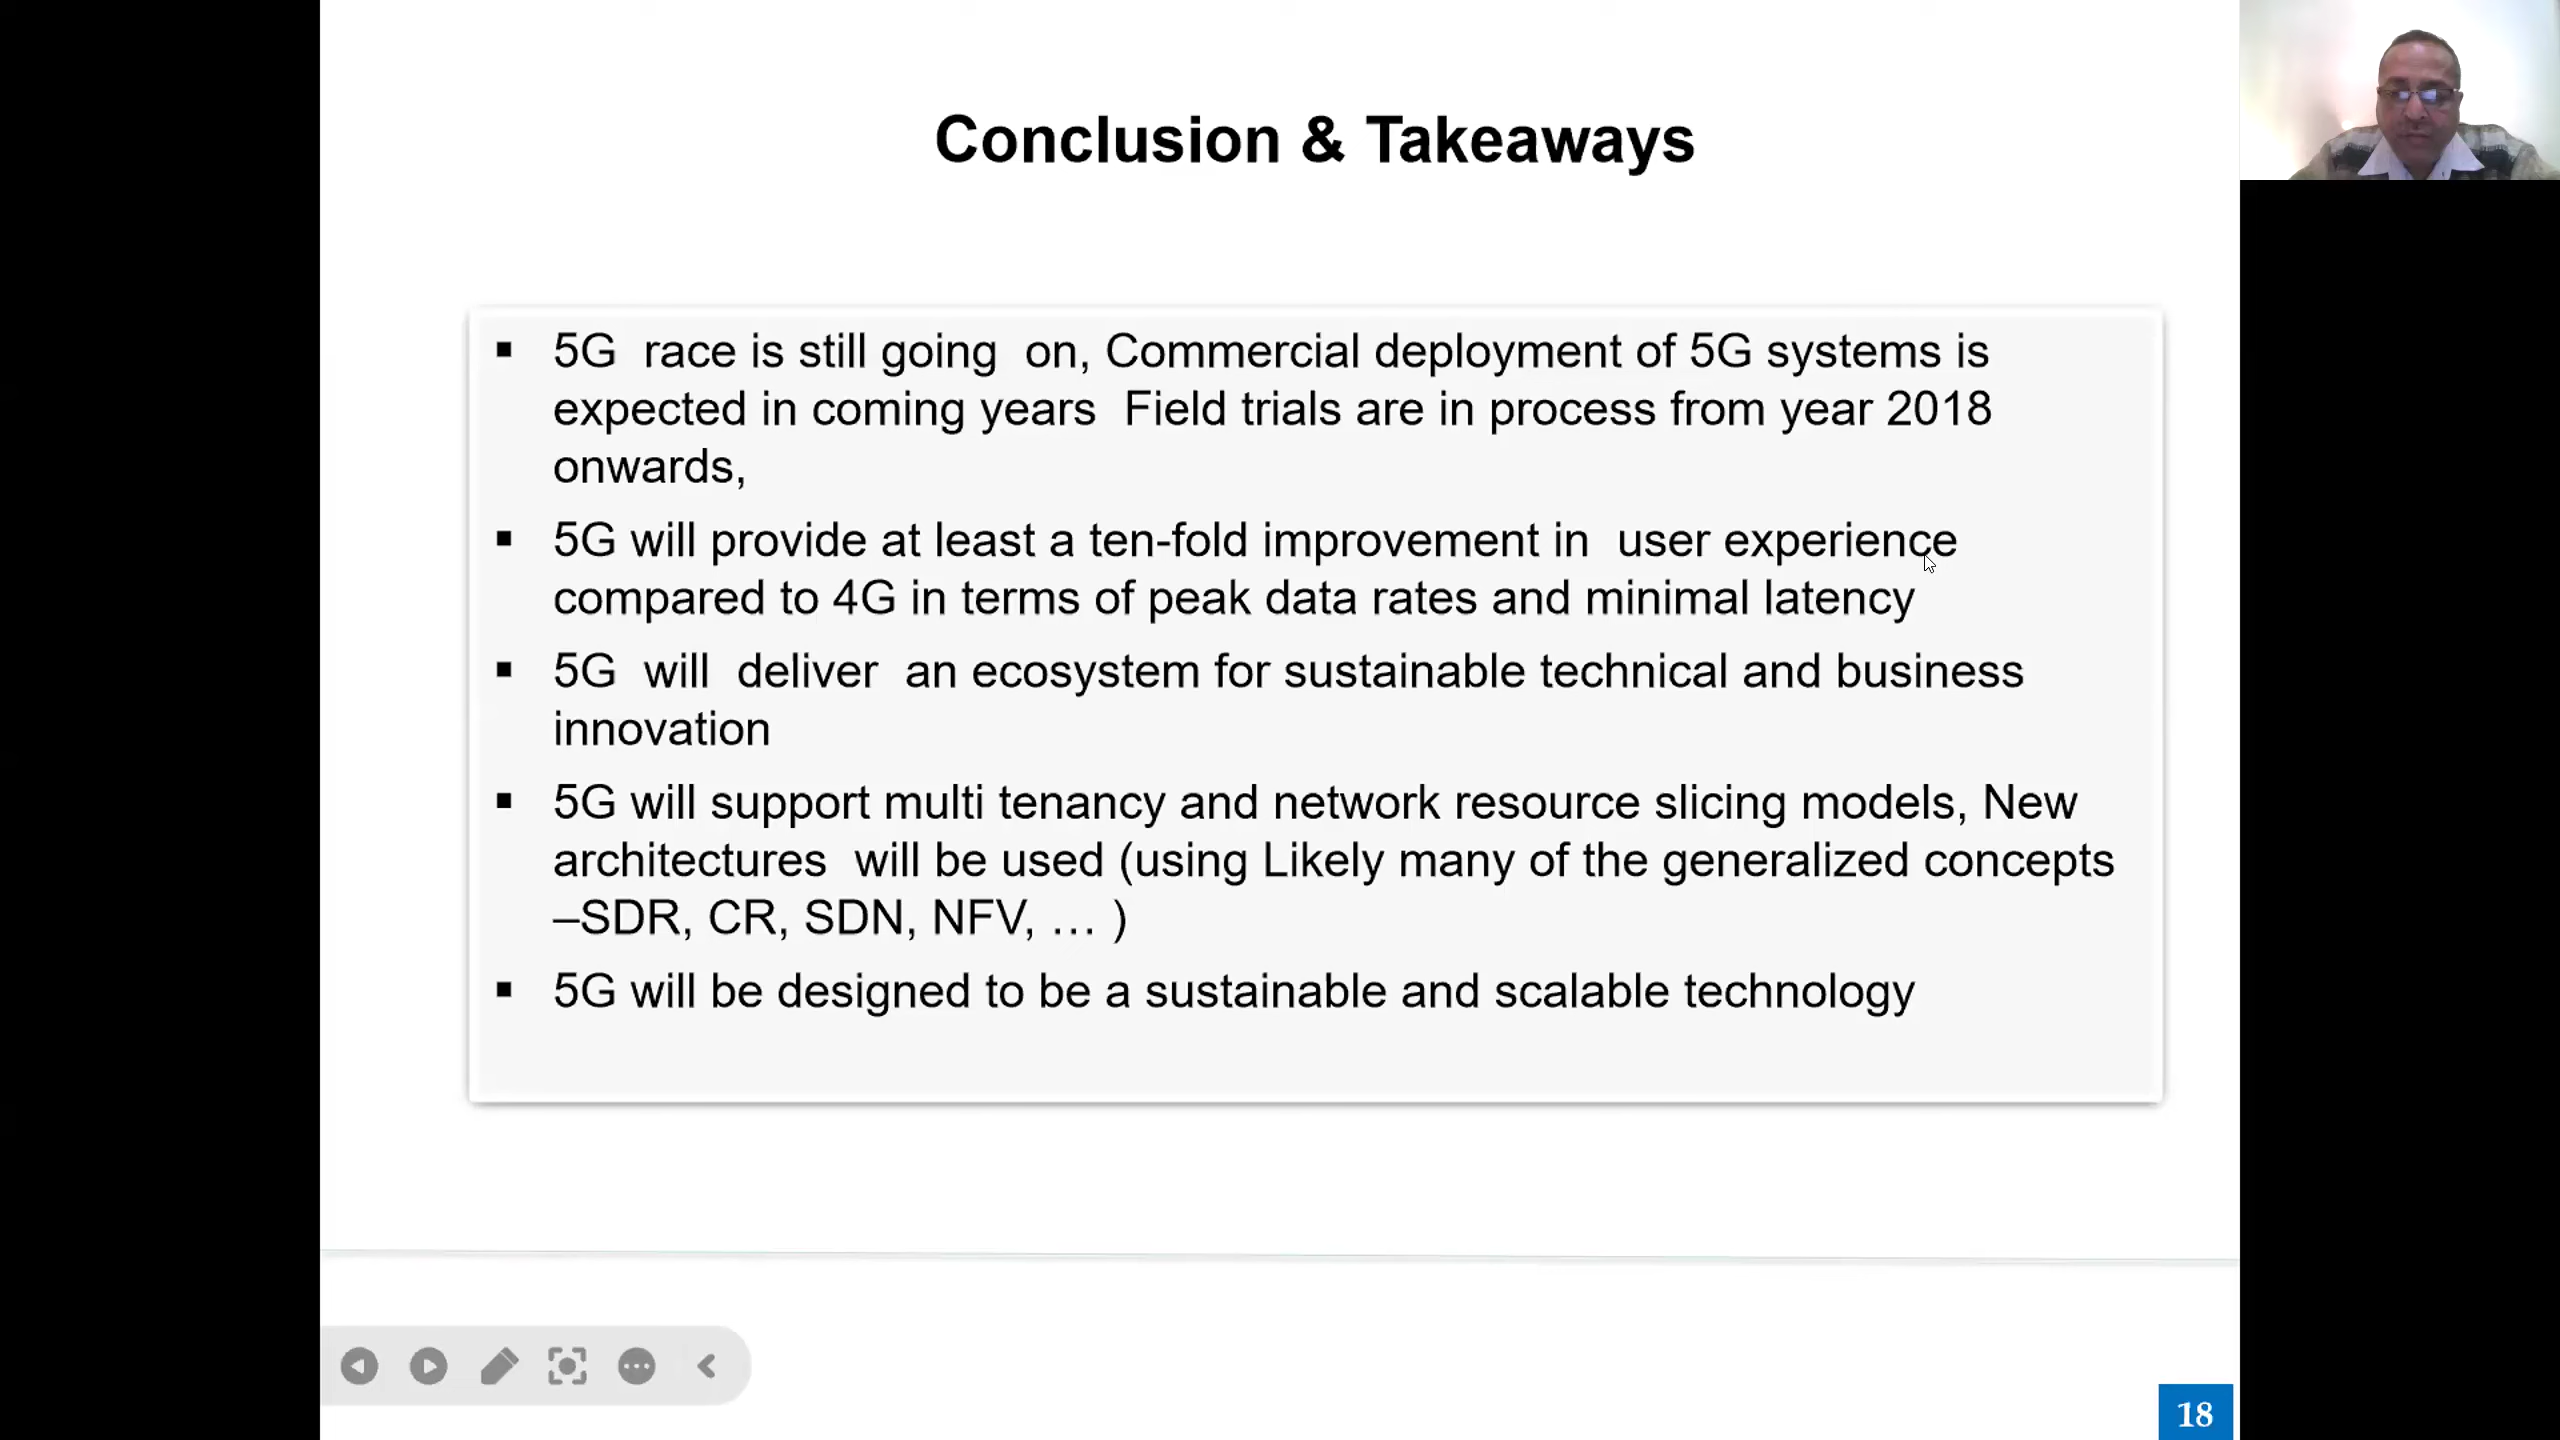 Conclusion & Takeaways
▪ 5G  race is still going  on, Commercial deployment of 5G systems is
expected in coming years  Field trials are in process from year 2018
onwards,
▪ 5G will provide at least a ten-fold improvement in  user experience
compared to 4G in terms of peak data rates and minimal latency
▪ 5G  will  deliver  an ecosystem for sustainable technical and business
innovation
▪ 5G will support multi tenancy and network resource slicing models, New
architectures  will be used (using Likely many of the generalized concepts
–SDR, CR, SDN, NFV, … )
▪ 5G will be designed to be a sustainable and scalable technology
18